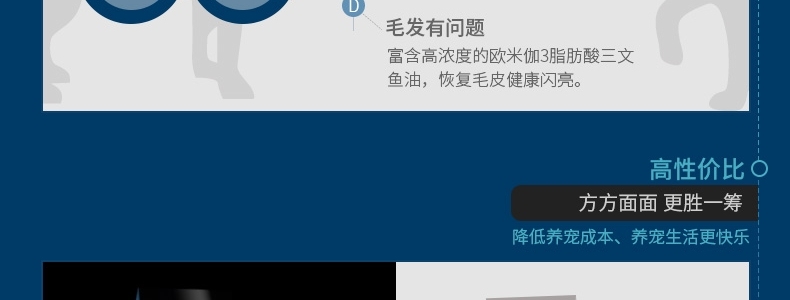 D
毛发有问题
富含高浓度的欧米伽3脂肪酸三文
鱼油，恢复毛皮健康闪亮。
高性价比
方方面面 更胜一筹
降低养宠成本、养宠生活更快乐